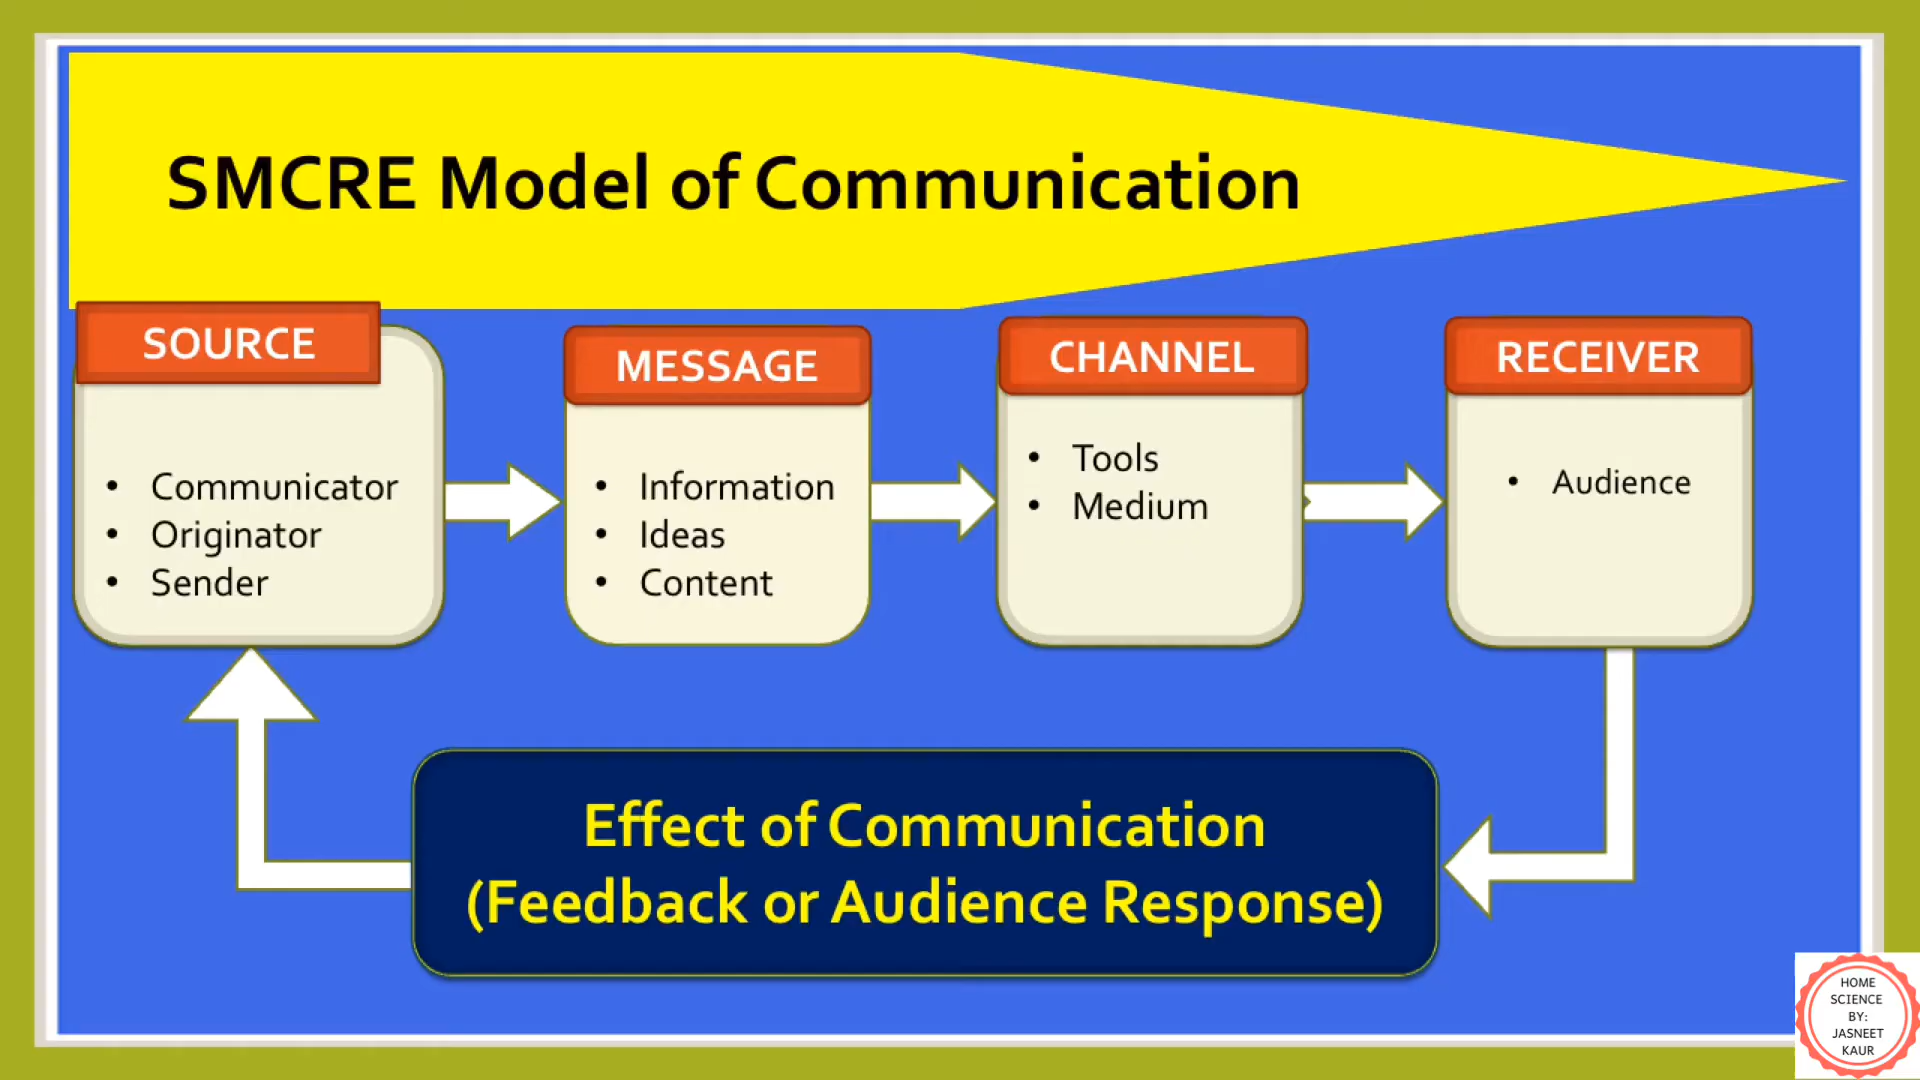 SMCRE Model of Communication
SOURCE
• Communicator
• Originator
• Sender
MESSAGE
• Information
• Ideas
• Content
CHANNEL
• Tools
• Medium
RECEIVER
• Audience
Effect of Communication
(Feedback or Audience Response)
HOME
SCIENCE
BY:
JASNEET
KAUR